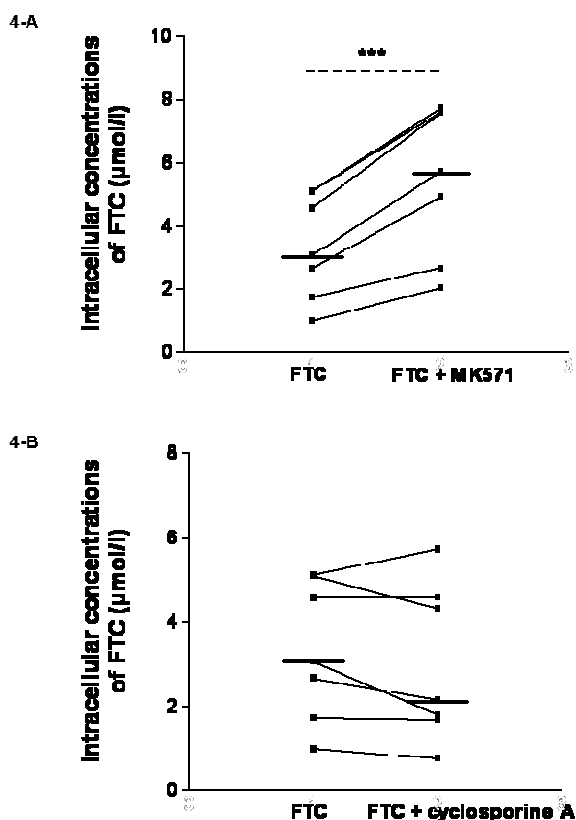 4-A
10
***
8
6
4
2
0
Intracellular concentrations
of FTC (µmol/l)
FTC
FTC + MK571
4-B
8
6
4
2
0
Intracellular concentrations
of FTC (µmol/l)
FTC
FTC + cyclosporine A